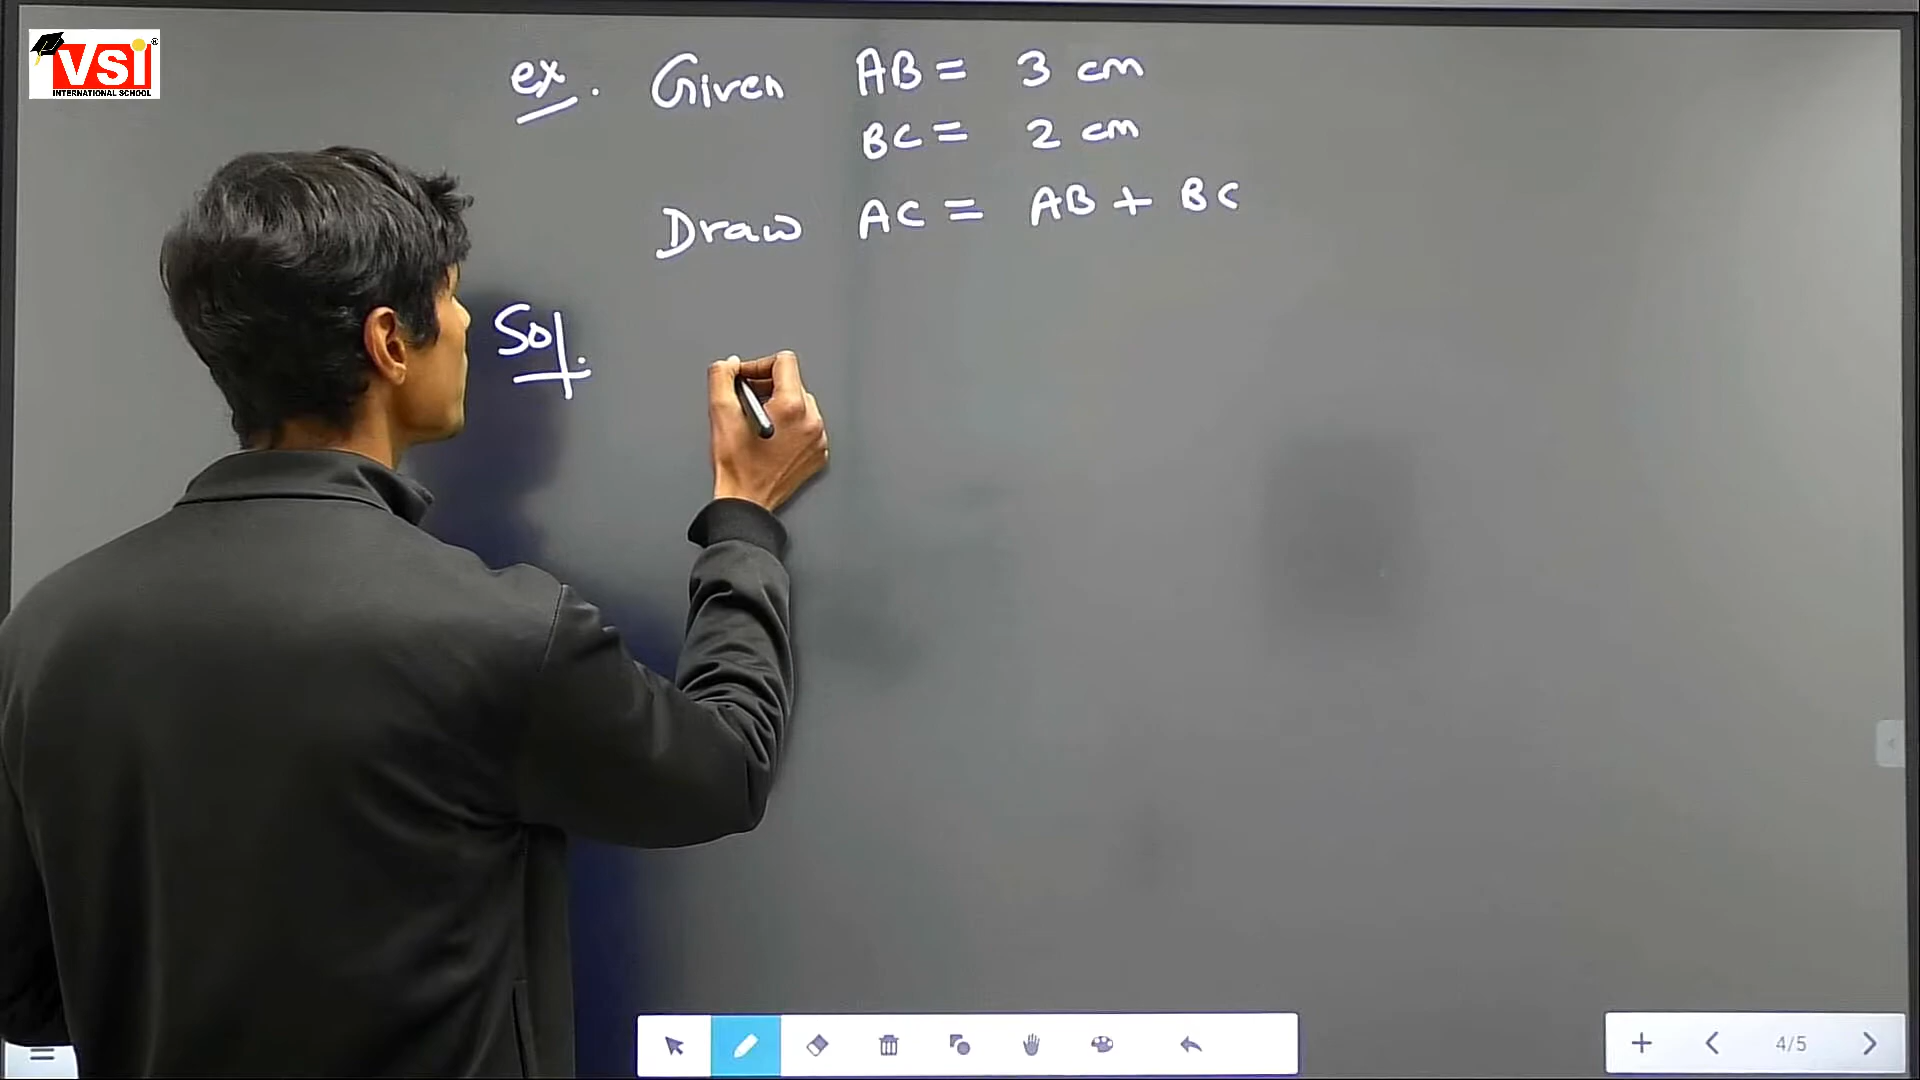 VSI
INTERNATIONAL SCHOOL
ex. Given AB = 3 cm
BC = 2 cm
Draw AC = AB + BC
Sol.
4/5